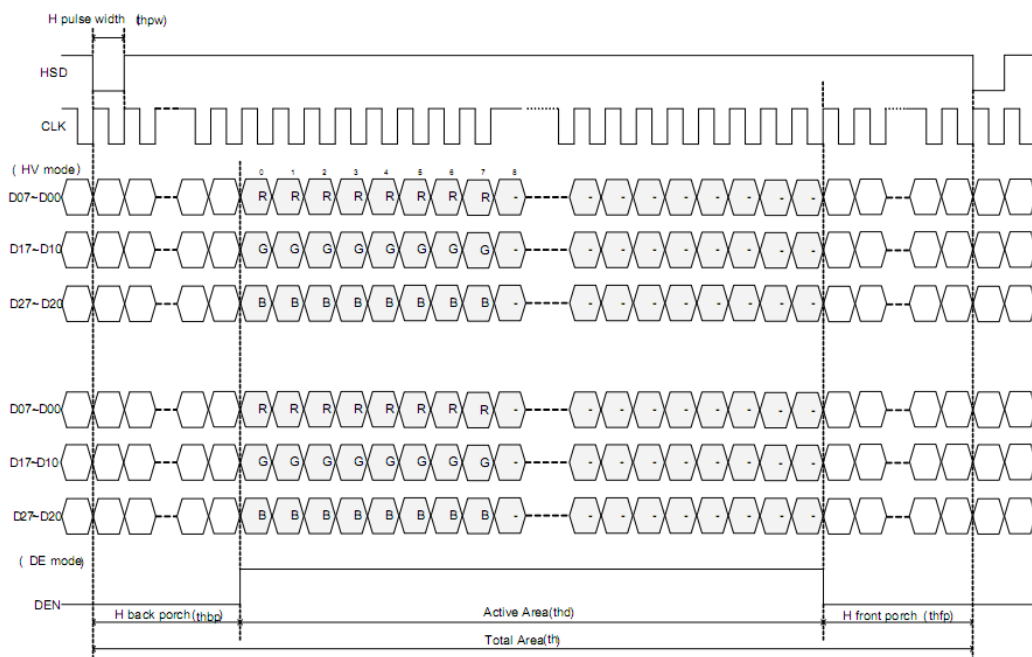 H pulse width (thpw)
HSD
CLK
( HV mode)
0 1 2 3 4 5 6 7 8
D07~D00 R R R R R R R R - - - - - - - - -
D17~D10 G G G G G G G G - - - - - - - - -
D27~D20 B B B B B B B B - - - - - - - - -
D07~D00 R R R R R R R R - - - - - - - - -
D17~D10 G G G G G G G G - - - - - - - - -
D27~D20 B B B B B B B B - - - - - - - - -
( DE mode)
DEN
H back porch (thbp) Active Area(thd) H front porch (thfp)
Total Area(th)